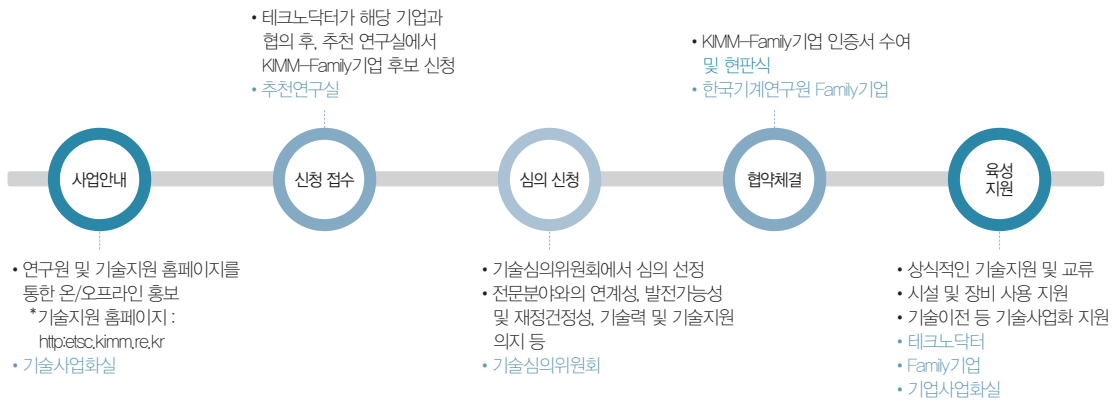 • 테크노닥터가 해당 기업과
협의 후, 추천 연구실에서
KIMM-Family기업 후보 신청
• 추천연구실
• KIMM-Family기업 인증서 수여
및 현판식
• 한국기계연구원 Family기업
사업안내
신청 접수
심의 신청
협약체결
육성
지원
• 연구원 및 기술지원 홈페이지를
통한 온/오프라인 홍보
*기술지원 홈페이지 :
http:etsc.kimm.re.kr
• 기술사업화실
• 기술심의위원회에서 심의 선정
• 전문분야와의 연계성, 발전가능성
및 재정건정성, 기술력 및 기술지원
의지 등
• 기술심의위원회
• 상식적인 기술지원 및 교류
• 시설 및 장비 사용 지원
• 기술이전 등 기술사업화 지원
• 테크노닥터
• Family기업
• 기업사업화실